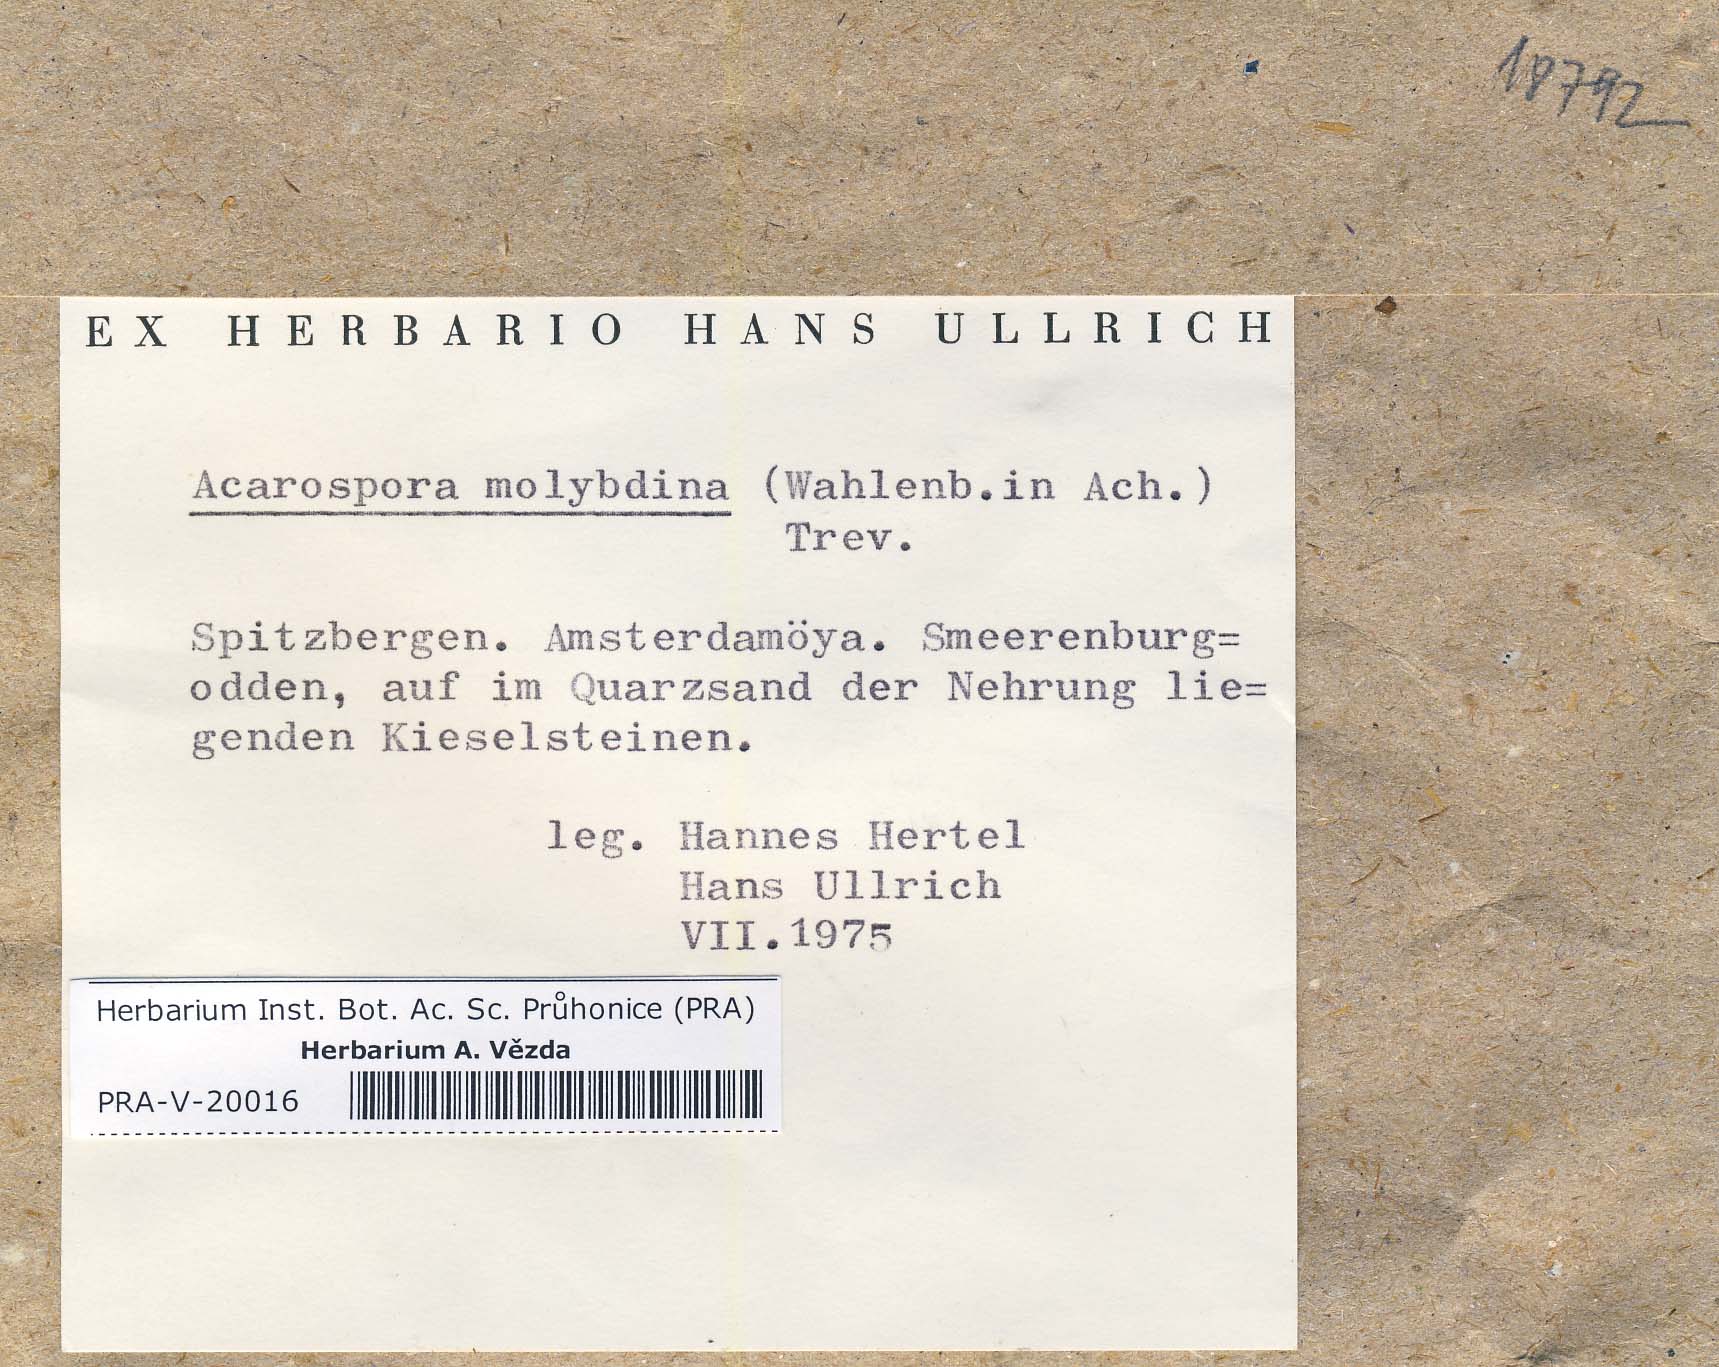 18792
EX HERBARIO HANS ULLRICH
Acarospora molybdina (Wahlenb.in Ach.)
Trev.
Spitzbergen. Amsterdamöya. Smeerenburg=
odden, auf im Quarzsand der Nehrung lie=
genden Kieselsteinen.
leg. Hannes Hertel
Hans Ullrich
VII.1975
Herbarium Inst. Bot. Ac. Sc. Průhonice (PRA)
Herbarium A. Vězda
PRA-V-20016